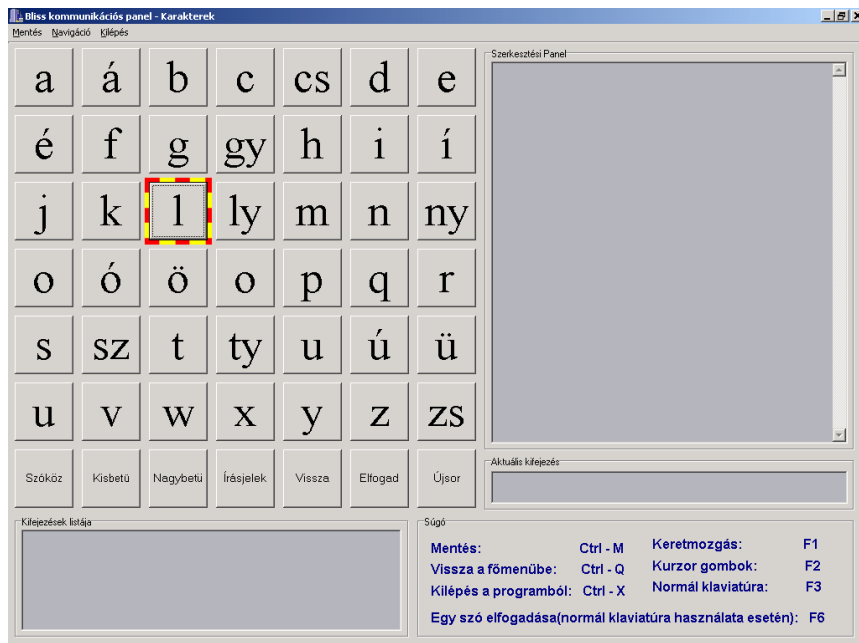 Bliss kommunikációs panel - Karakterek
Mentés Navigáció Kilépés
a á b c cs d e
é f g gy h i í
j k l ly m n ny
o ó ö o p q r
s sz t ty u ú ü
u v w x y z zs
Szóköz Kisbetü Nagybetü Írásjelek Vissza Elfogad Újsor
Szerkesztési Panel
Aktuális kifejezés
Kifejezések listája
Súgó
Mentés: Ctrl - M Keretmozgás: F1
Vissza a főmenübe: Ctrl - Q Kurzor gombok: F2
Kilépés a programból: Ctrl - X Normál klaviatúra: F3
Egy szó elfogadása(normál klaviatúra használata esetén): F6